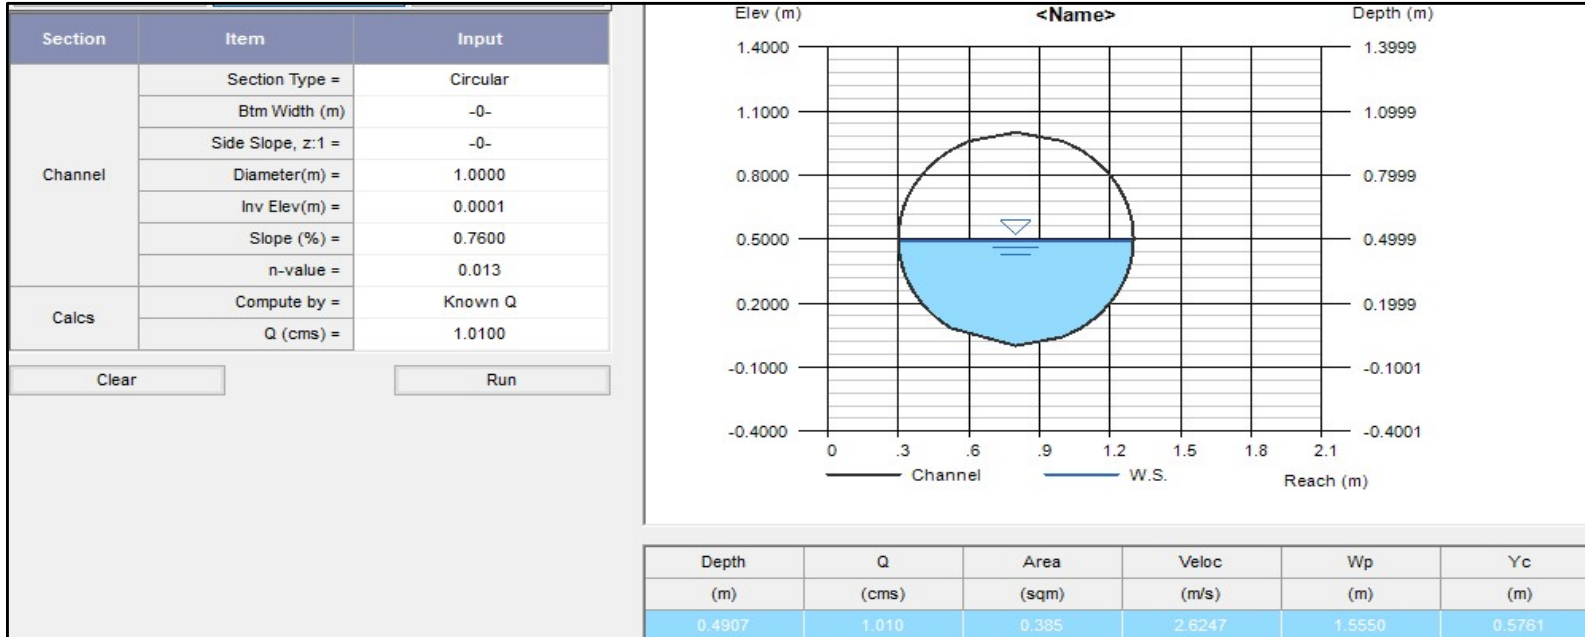 Section Item Input
Channel
Section Type = Circular
Btm Width (m) -0-
Side Slope, z:1 = -0-
Diameter(m) = 1.0000
Inv Elev(m) = 0.0001
Slope (%) = 0.7600
n-value = 0.013
Calcs
Compute by = Known Q
Q (cms) = 1.0100
Clear Run
Elev (m) <Name> Depth (m)
1.4000 1.3999
1.1000 1.0999
0.8000 0.7999
0.5000 0.4999
0.2000 0.1999
-0.1000 -0.1001
-0.4000 -0.4001
0 .3 .6 .9 1.2 1.5 1.8 2.1
Channel W.S. Reach (m)
Depth Q Area Veloc Wp Yc
(m) (cms) (sqm) (m/s) (m) (m)
0.4907 1.010 0.385 2.6247 1.5550 0.5761